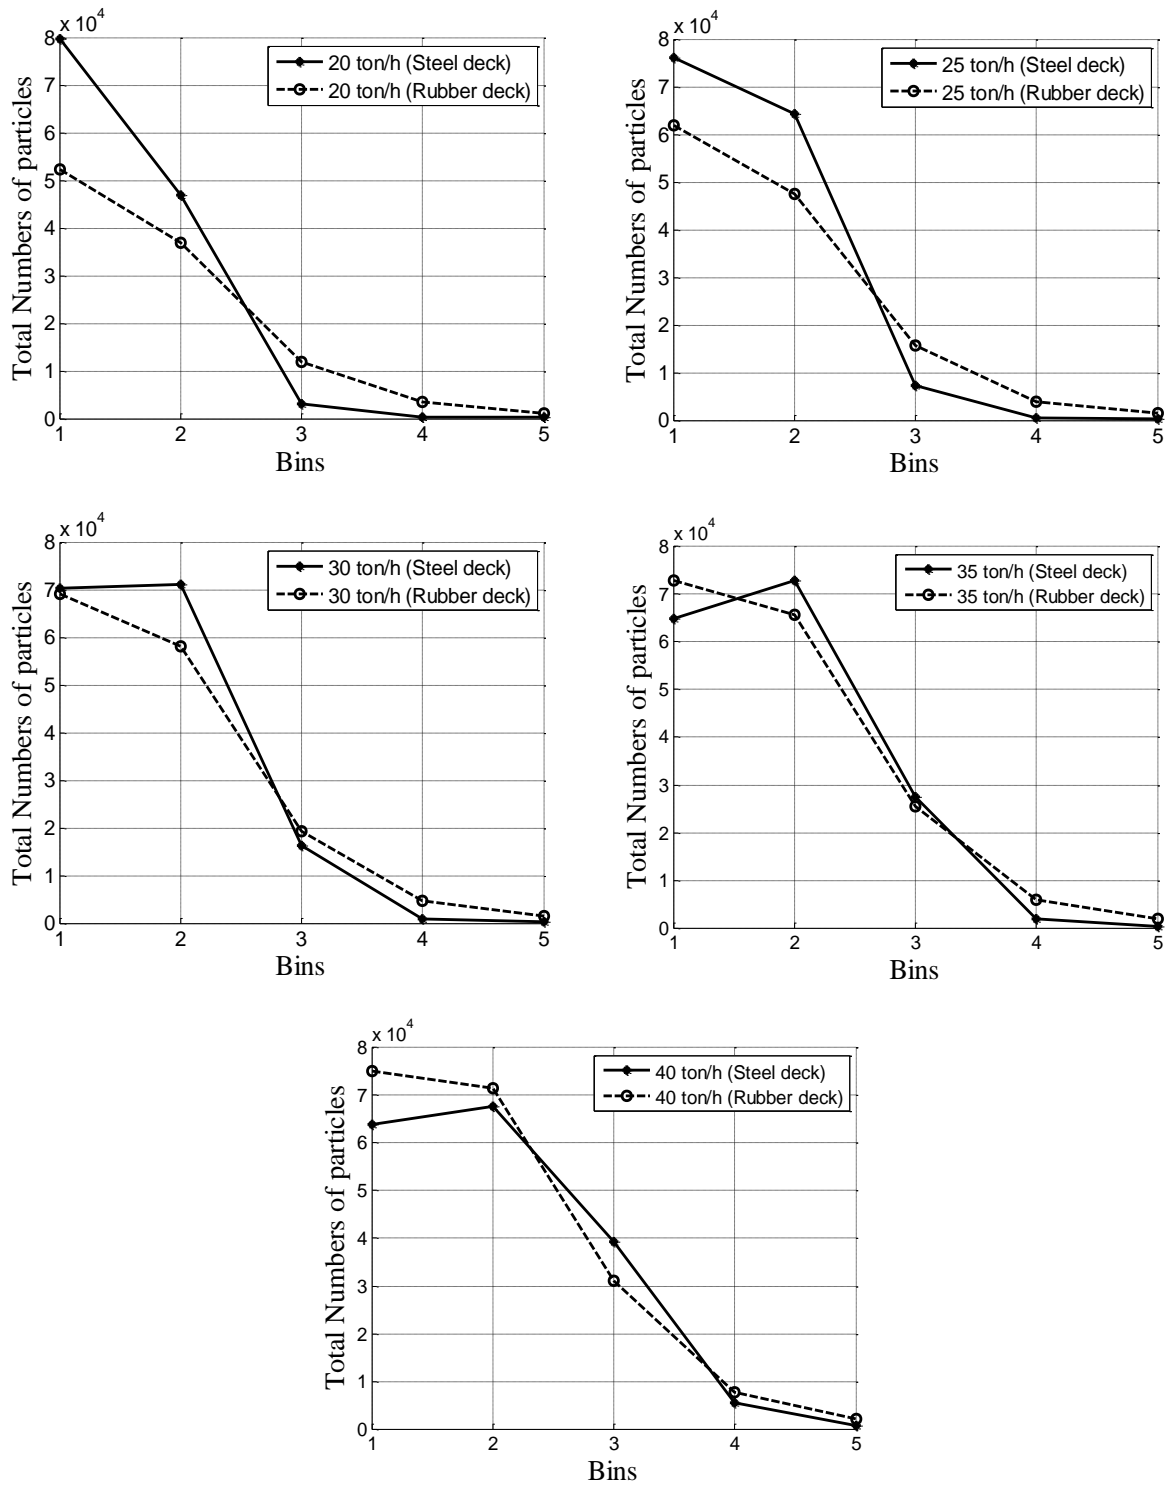 x 10^4
8
7
6
5
4
3
2
1
0
1 2 3 4 5
Total Numbers of particles
Bins
20 ton/h (Steel deck)
20 ton/h (Rubber deck)
x 10^4
8
7
6
5
4
3
2
1
0
1 2 3 4 5
Total Numbers of particles
Bins
25 ton/h (Steel deck)
25 ton/h (Rubber deck)
x 10^4
8
7
6
5
4
3
2
1
0
1 2 3 4 5
Total Numbers of particles
Bins
30 ton/h (Steel deck)
30 ton/h (Rubber deck)
x 10^4
8
7
6
5
4
3
2
1
0
1 2 3 4 5
Total Numbers of particles
Bins
35 ton/h (Steel deck)
35 ton/h (Rubber deck)
x 10^4
8
7
6
5
4
3
2
1
0
1 2 3 4 5
Total Numbers of particles
Bins
40 ton/h (Steel deck)
40 ton/h (Rubber deck)